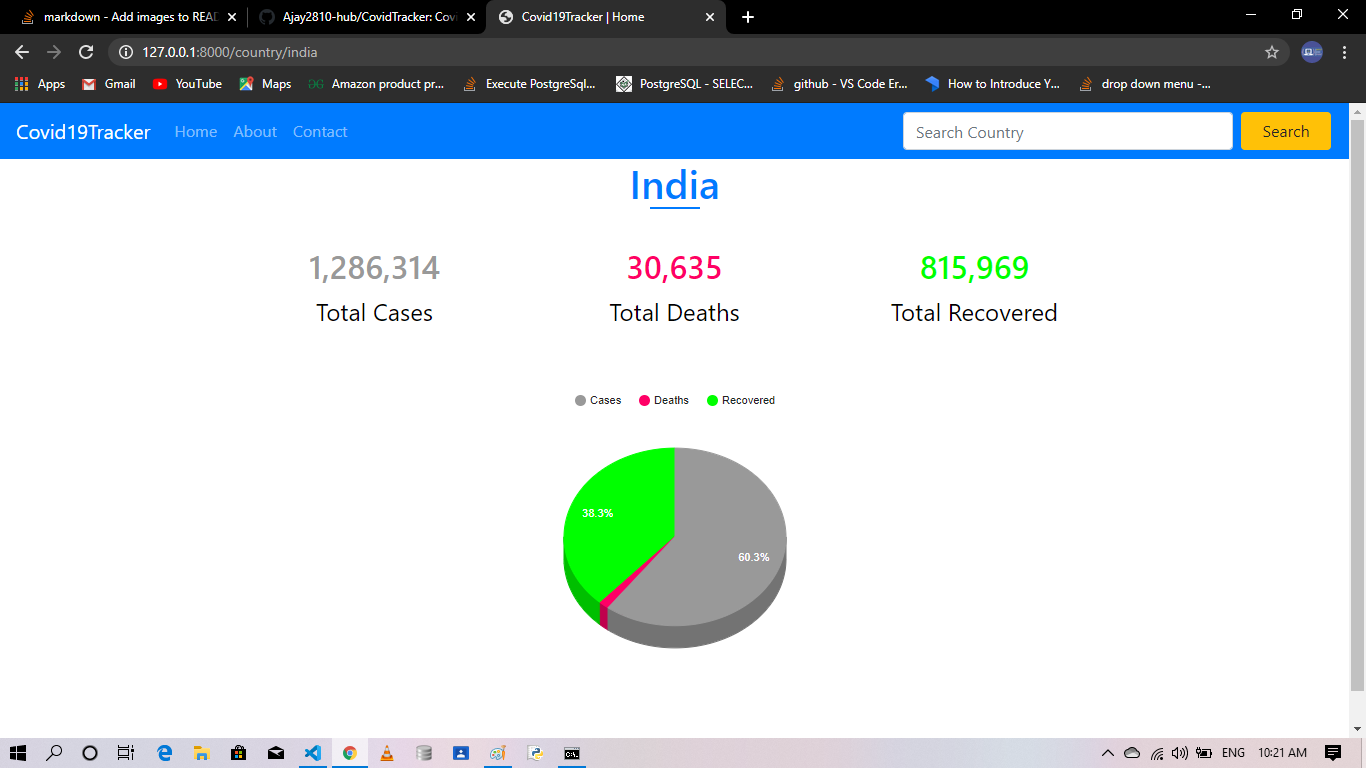 markdown - Add images to READ
Ajay2810-hub/CovidTracker: Covi
Covid19Tracker | Home
127.0.0.1:8000/country/india
Apps Gmail YouTube Maps Amazon product pr... Execute PostgreSql... PostgreSQL - SELEC... github - VS Code Er... How to Introduce Y... drop down menu -...
Covid19Tracker Home About Contact Search Country Search
India
1,286,314 30,635 815,969
Total Cases Total Deaths Total Recovered
Cases Deaths Recovered
38.3%
60.3%
ENG 10:21 AM